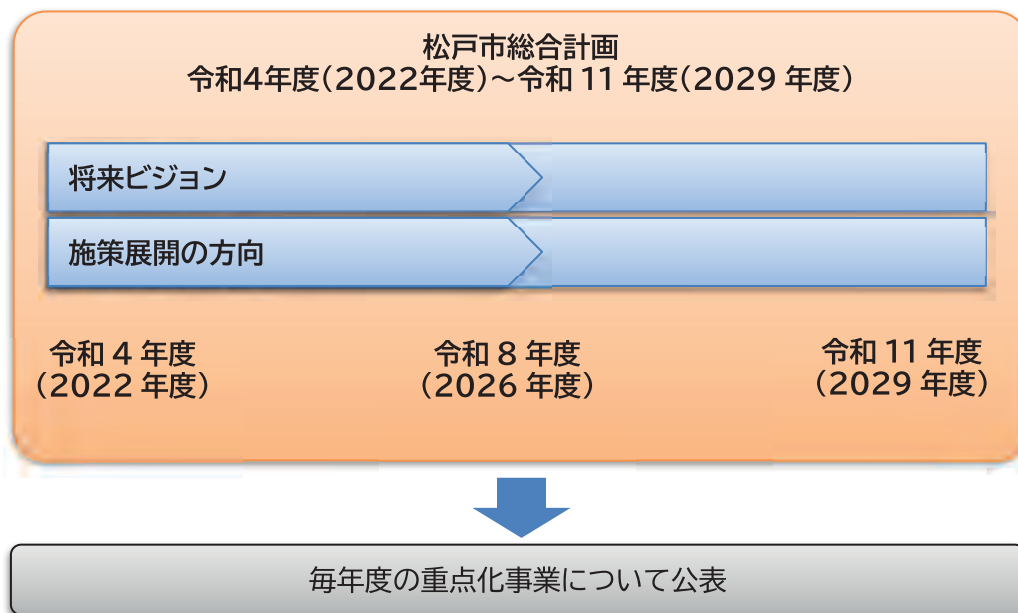 松戸市総合計画
令和4年度(2022年度)~令和 11 年度(2029 年度)
将来ビジョン
施策展開の方向
令和 4 年度
(2022 年度)
令和 8 年度
(2026 年度)
令和 11 年度
(2029 年度)
毎年度の重点化事業について公表